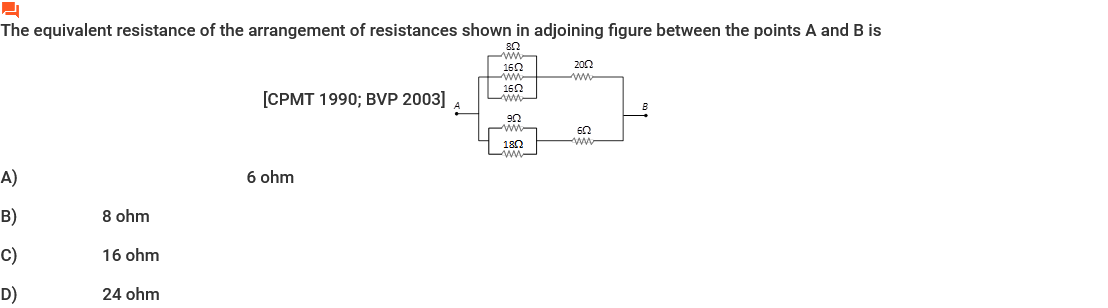 The equivalent resistance of the arrangement of resistances shown in adjoining figure between the points A and B is
8Ω
16Ω
20Ω
16Ω
[CPMT 1990; BVP 2003]
A
B
9Ω
6Ω
18Ω
A) 6 ohm
B) 8 ohm
C) 16 ohm
D) 24 ohm